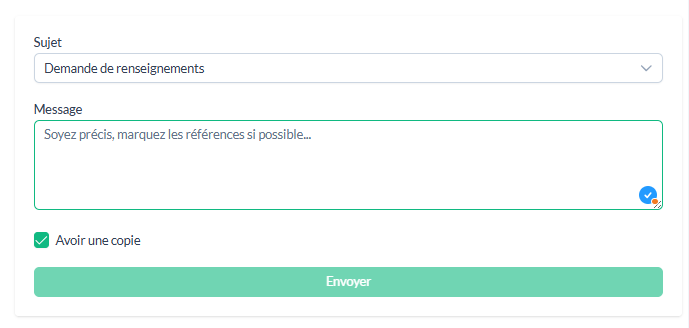 Sujet
Demande de renseignements
Message
Soyez précis, marquez les références si possible...
Avoir une copie
Envoyer